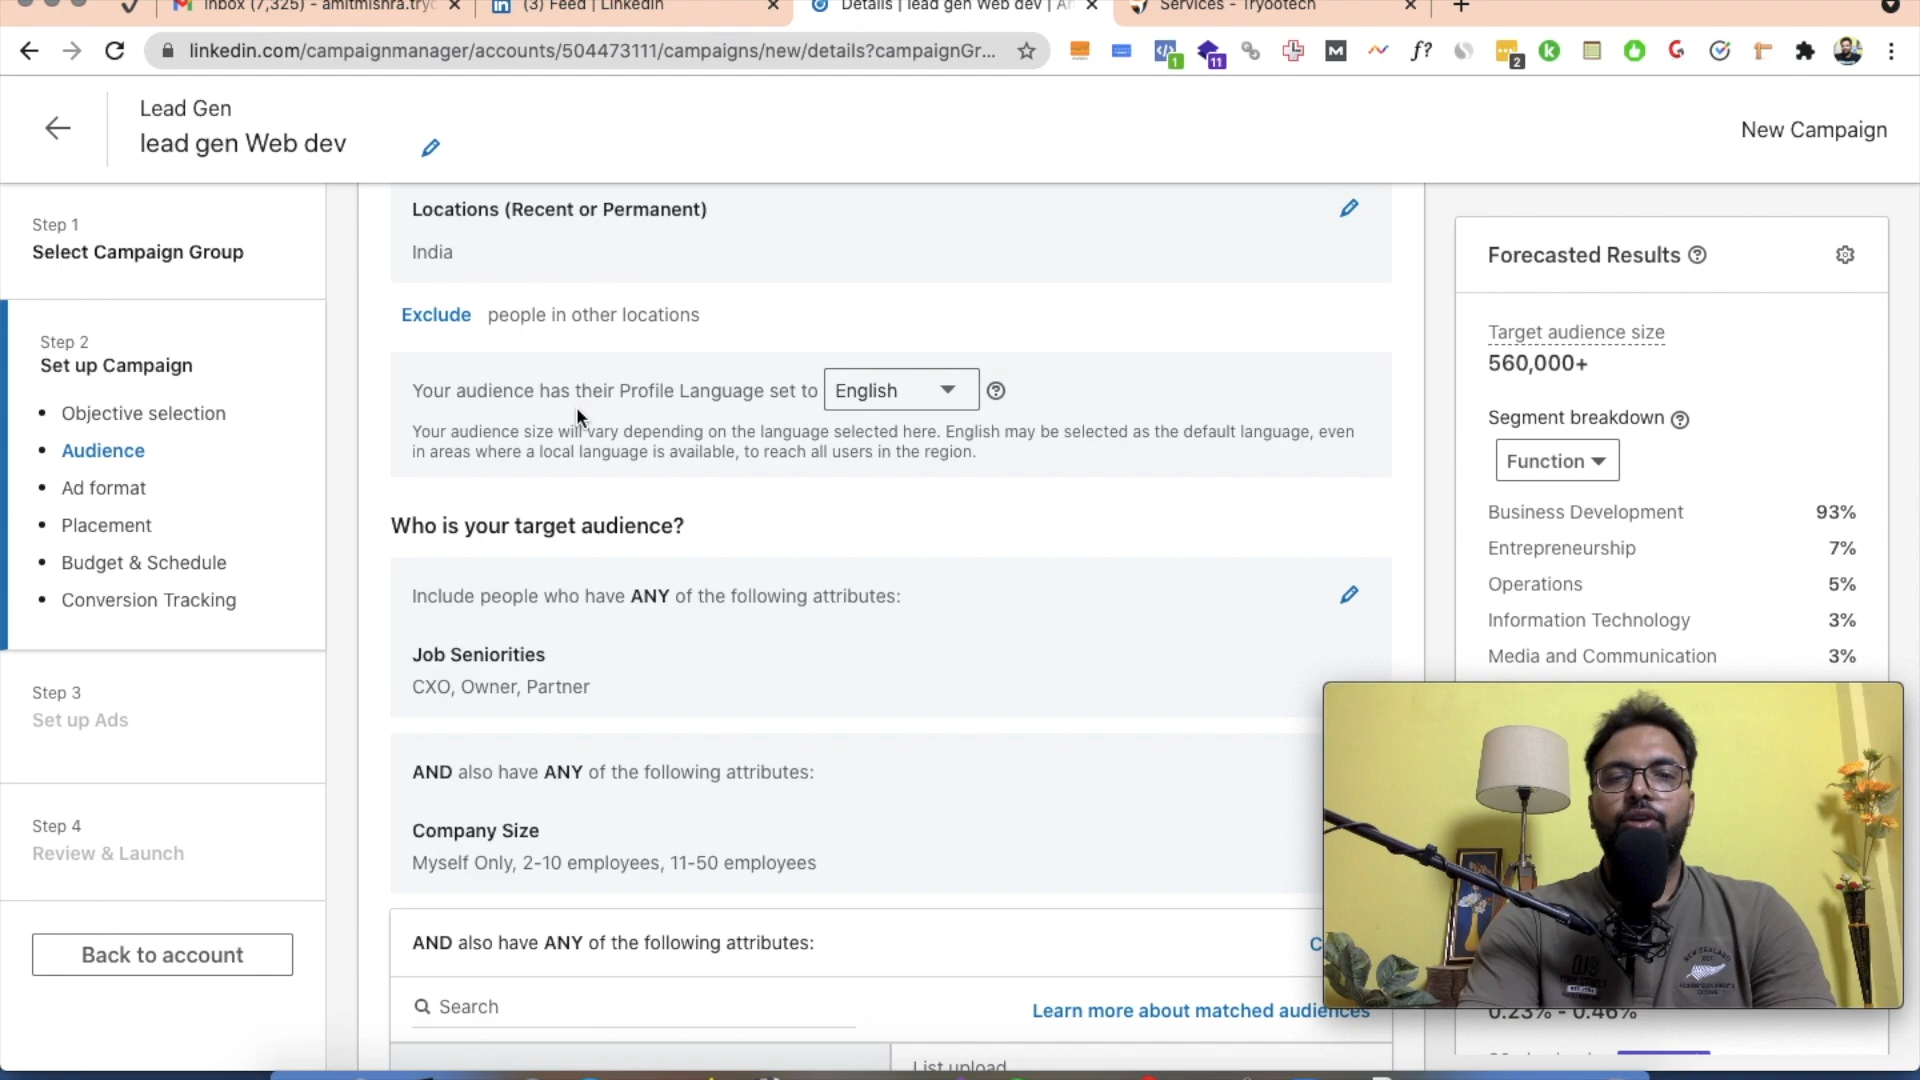 Inbox (7,325) - amitmishra.tryo
(3) Feed | LinkedIn
Details | lead gen Web dev | A
Services - Tryootech
linkedin.com/campaignmanager/accounts/504473111/campaigns/new/details?campaignGr...
1
11
M
f?
2
Lead Gen
lead gen Web dev
New Campaign
Step 1
Select Campaign Group
Step 2
Set up Campaign
Objective selection
Audience
Ad format
Placement
Budget & Schedule
Conversion Tracking
Step 3
Set up Ads
Step 4
Review & Launch
Back to account
Locations (Recent or Permanent)
India
Exclude people in other locations
Your audience has their Profile Language set to English
Your audience size will vary depending on the language selected here. English may be selected as the default language, even
in areas where a local language is available, to reach all users in the region.
Who is your target audience?
Include people who have ANY of the following attributes:
Job Seniorities
CXO, Owner, Partner
AND also have ANY of the following attributes:
Company Size
Myself Only, 2-10 employees, 11-50 employees
AND also have ANY of the following attributes:
Search
Learn more about matched audiences
List upload
Forecasted Results
Target audience size
560,000+
Segment breakdown
Function
Business Development 93%
Entrepreneurship 7%
Operations 5%
Information Technology 3%
Media and Communication 3%
NEW ZEALAND
0.23% - 0.46%